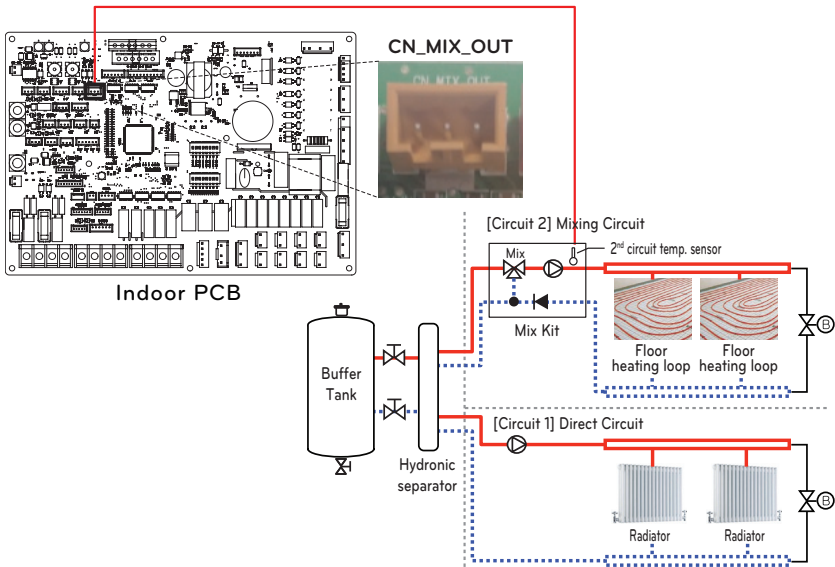 CN_MIX_OUT
CN_MIX_OUT
Indoor PCB
[Circuit 2] Mixing Circuit
Mix
2nd circuit temp. sensor
Mix Kit
Floor
heating loop
Floor
heating loop
B
Buffer
Tank
Hydronic
separator
[Circuit 1] Direct Circuit
Radiator
Radiator
B